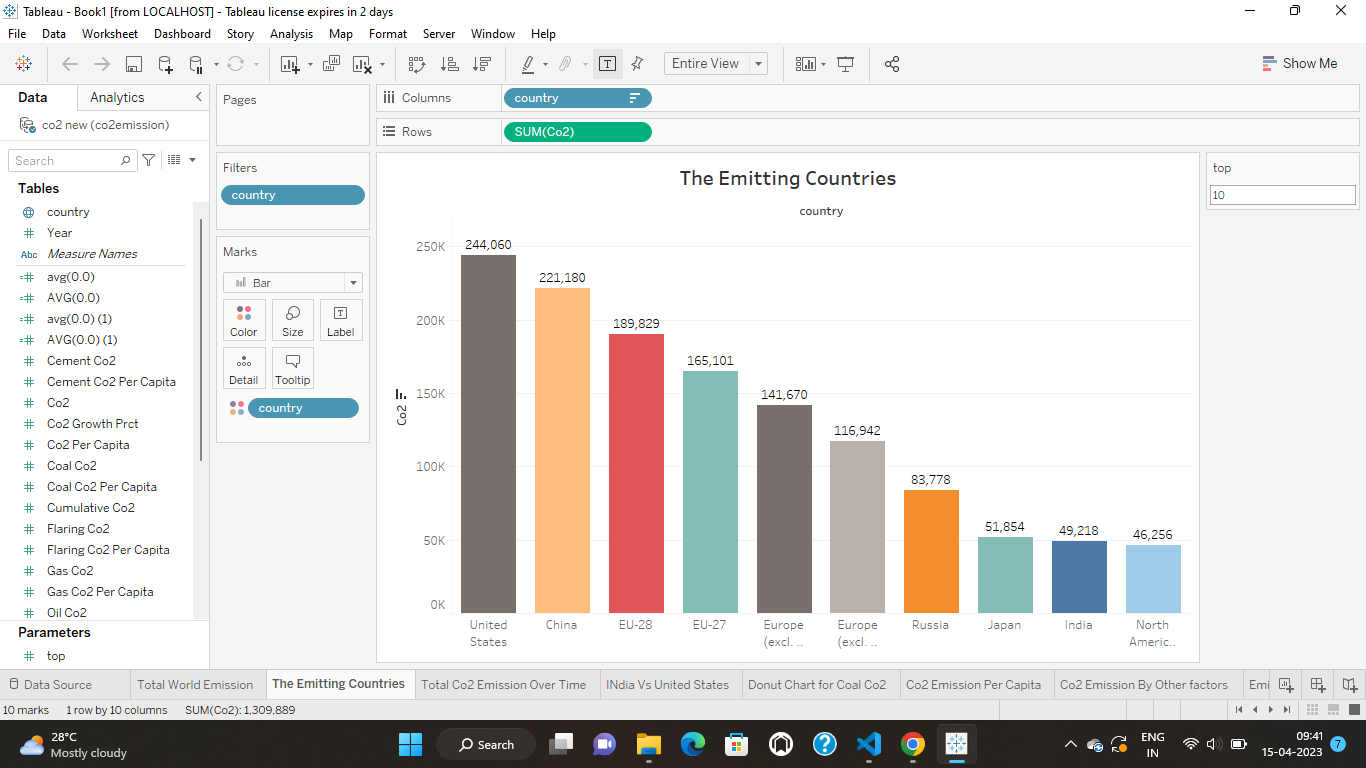 Tableau - Book1 [from LOCALHOST] - Tableau license expires in 2 days
File Data Worksheet Dashboard Story Analysis Map Format Server Window Help
Entire View
Show Me
Data Analytics
co2 new (co2emission)
Search
Tables
country
Year
Abc Measure Names
=# avg(0.0)
=# AVG(0.0)
=# avg(0.0) (1)
=# AVG(0.0) (1)
# Cement Co2
# Cement Co2 Per Capita
# Co2
# Co2 Growth Prct
# Co2 Per Capita
# Coal Co2
# Coal Co2 Per Capita
# Cumulative Co2
# Flaring Co2
# Flaring Co2 Per Capita
# Gas Co2
# Gas Co2 Per Capita
# Oil Co2
Parameters
# top
Pages
Filters
country
Marks
Bar
Color Size Label
Detail Tooltip
country
Columns country
Rows SUM(Co2)
The Emitting Countries
country
Co2
250K
200K
150K
100K
50K
0K
244,060
221,180
189,829
165,101
141,670
116,942
83,778
51,854
49,218
46,256
United States
China
EU-28
EU-27
Europe (excl. ..
Europe (excl. ..
Russia
Japan
India
North Americ..
top
10
Data Source Total World Emission The Emitting Countries Total Co2 Emission Over Time INdia Vs United States Donut Chart for Coal Co2 Co2 Emission Per Capita Co2 Emission By Other factors Emi
10 marks 1 row by 10 columns SUM(Co2): 1,309,889
28°C
Mostly cloudy
Search
ENG
IN
09:41
15-04-2023
7